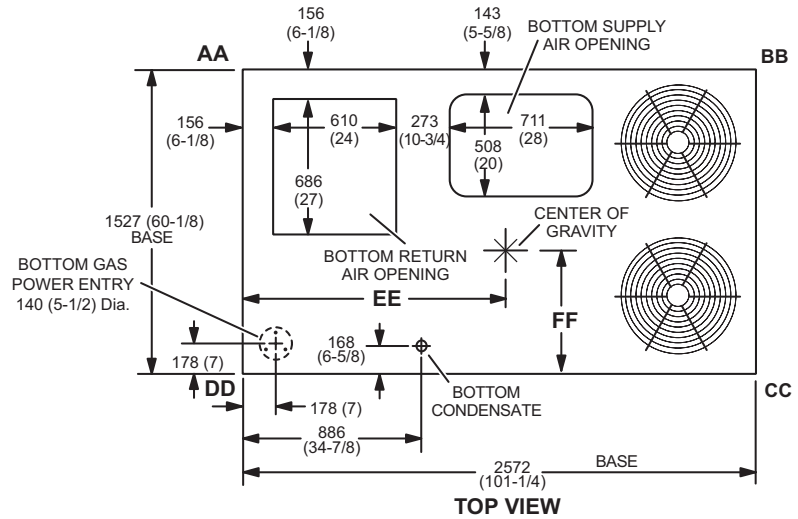 156
(6-1/8)
143
(5-5/8)
BOTTOM SUPPLY
AIR OPENING
AA
BB
156
(6-1/8)
610
(24)
273
(10-3/4)
711
(28)
508
(20)
686
(27)
CENTER OF
GRAVITY
1527 (60-1/8)
BASE
BOTTOM RETURN
AIR OPENING
BOTTOM GAS
POWER ENTRY
140 (5-1/2) Dia.
EE
FF
168
(6-5/8)
178 (7)
DD
CC
BOTTOM
CONDENSATE
178 (7)
886
(34-7/8)
2572
(101-1/4)
BASE
TOP VIEW